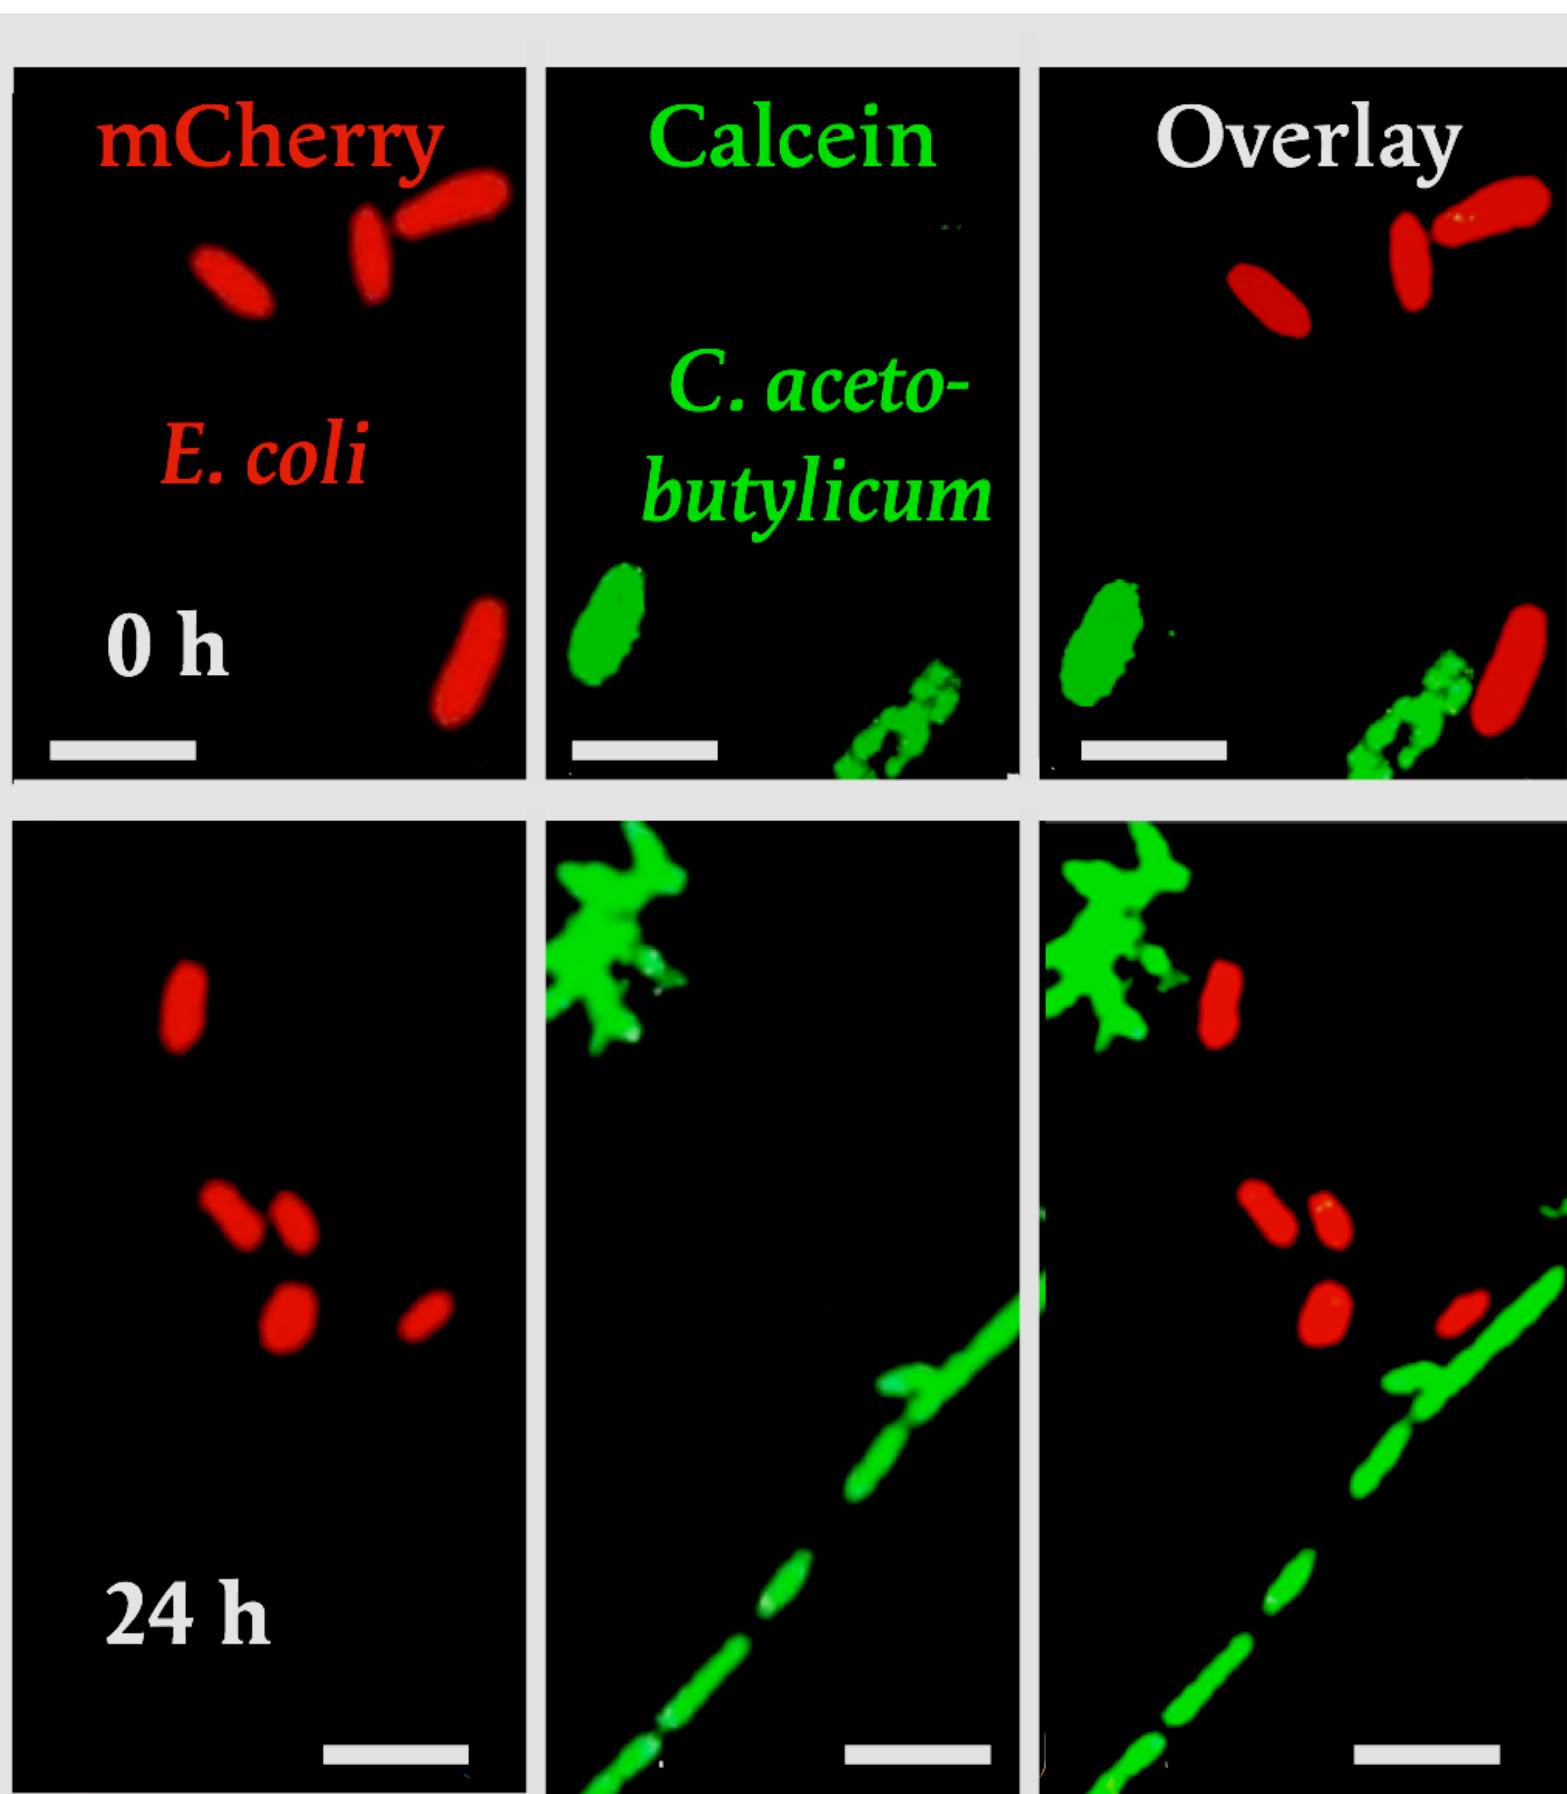 mCherry
Calcein
Overlay
E. coli
C. aceto-
butylicum
0 h
24 h